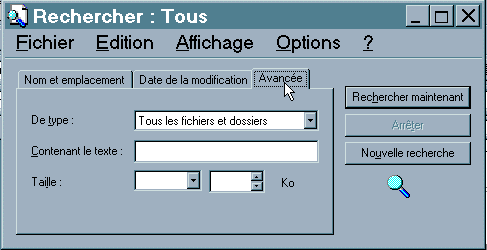 Rechercher : Tous
Fichier Edition Affichage Options ?
Nom et emplacement Date de la modification Avancée
Rechercher maintenant
De type : Tous les fichiers et dossiers
Arrêter
Contenant le texte :
Nouvelle recherche
Taille : Ko